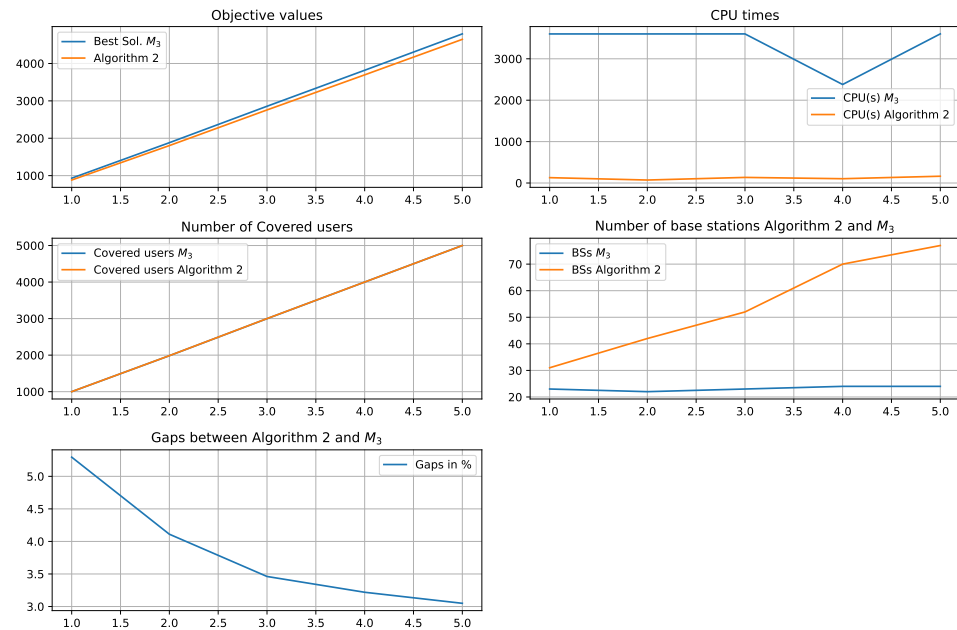 Objective values
Best Sol. M3
Algorithm 2
4000
3000
2000
1000
1.0 1.5 2.0 2.5 3.0 3.5 4.0 4.5 5.0
CPU times
CPU(s) M3
CPU(s) Algorithm 2
3000
2000
1000
0
1.0 1.5 2.0 2.5 3.0 3.5 4.0 4.5 5.0
Number of Covered users
Covered users M3
Covered users Algorithm 2
5000
4000
3000
2000
1000
1.0 1.5 2.0 2.5 3.0 3.5 4.0 4.5 5.0
Number of base stations Algorithm 2 and M3
BSs M3
BSs Algorithm 2
70
60
50
40
30
20
1.0 1.5 2.0 2.5 3.0 3.5 4.0 4.5 5.0
Gaps between Algorithm 2 and M3
Gaps in %
5.0
4.5
4.0
3.5
3.0
1.0 1.5 2.0 2.5 3.0 3.5 4.0 4.5 5.0